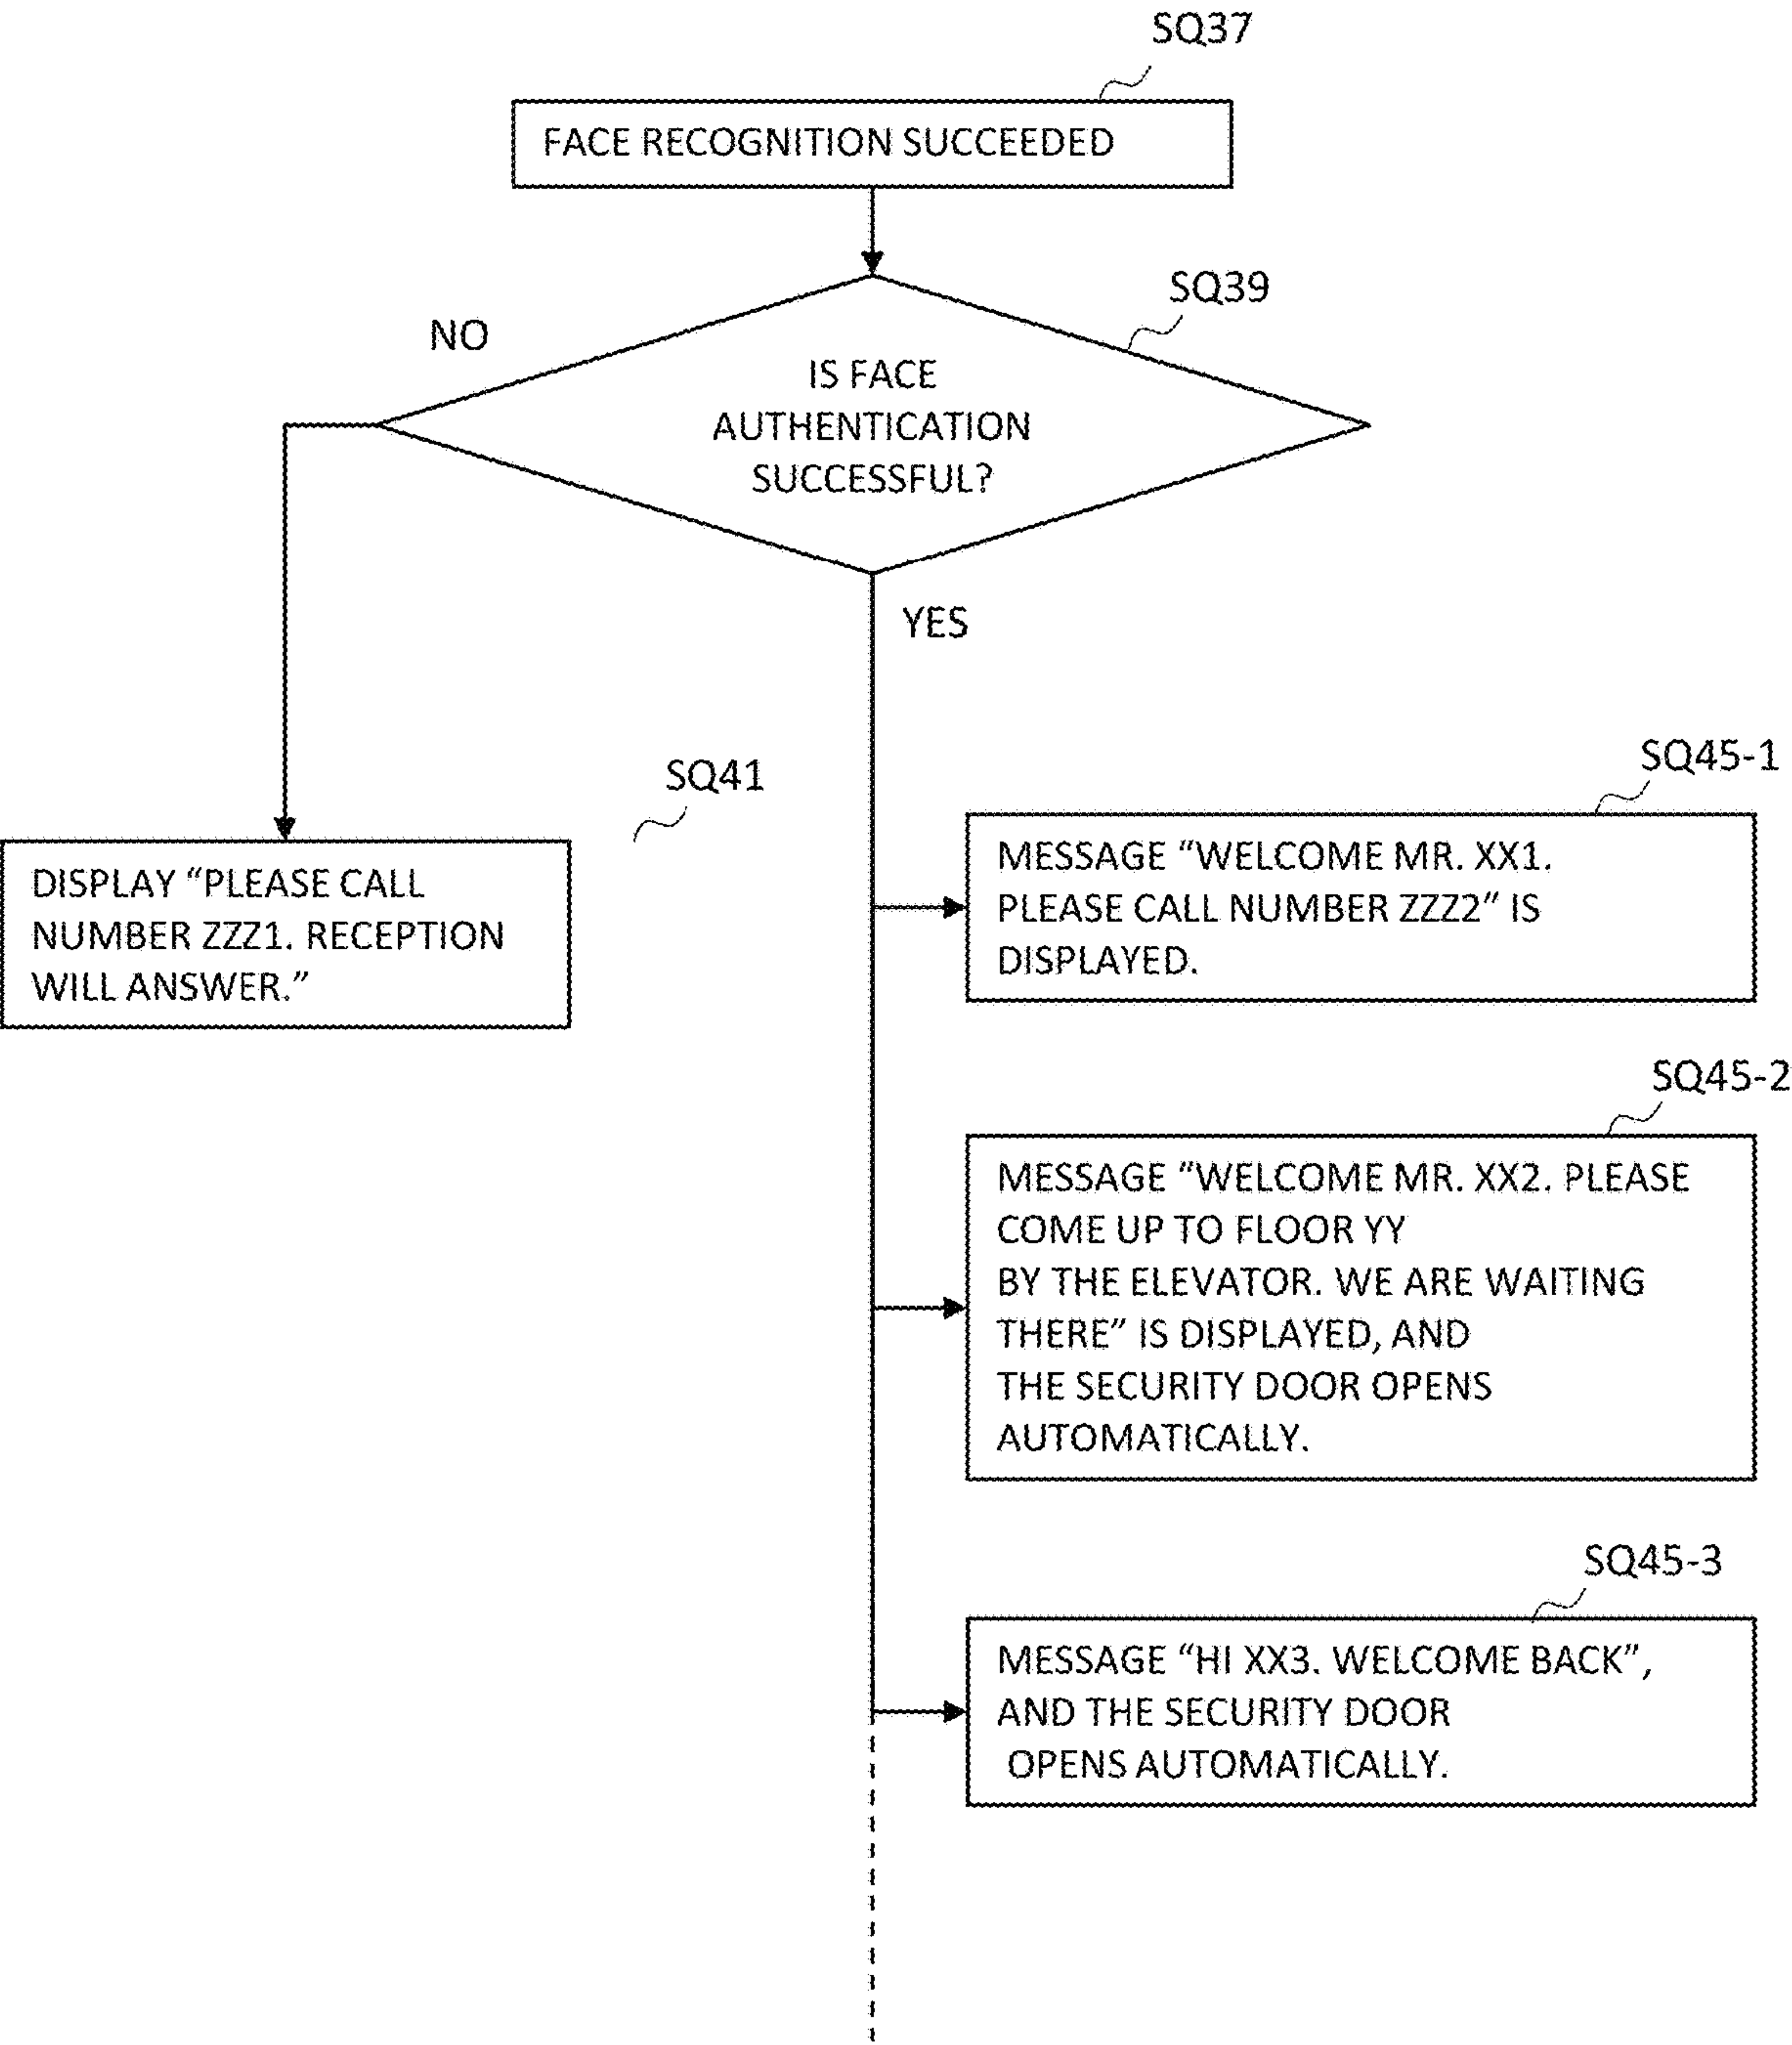 SQ37
FACE RECOGNITION SUCCEEDED
SQ39
NO
IS FACE
AUTHENTICATION
SUCCESSFUL?
YES
SQ41
DISPLAY “PLEASE CALL
NUMBER ZZZ1. RECEPTION
WILL ANSWER.”
SQ45-1
MESSAGE “WELCOME MR. XX1.
PLEASE CALL NUMBER ZZZ2” IS
DISPLAYED.
SQ45-2
MESSAGE “WELCOME MR. XX2. PLEASE
COME UP TO FLOOR YY
BY THE ELEVATOR. WE ARE WAITING
THERE” IS DISPLAYED, AND
THE SECURITY DOOR OPENS
AUTOMATICALLY.
SQ45-3
MESSAGE “HI XX3. WELCOME BACK”,
AND THE SECURITY DOOR
OPENS AUTOMATICALLY.